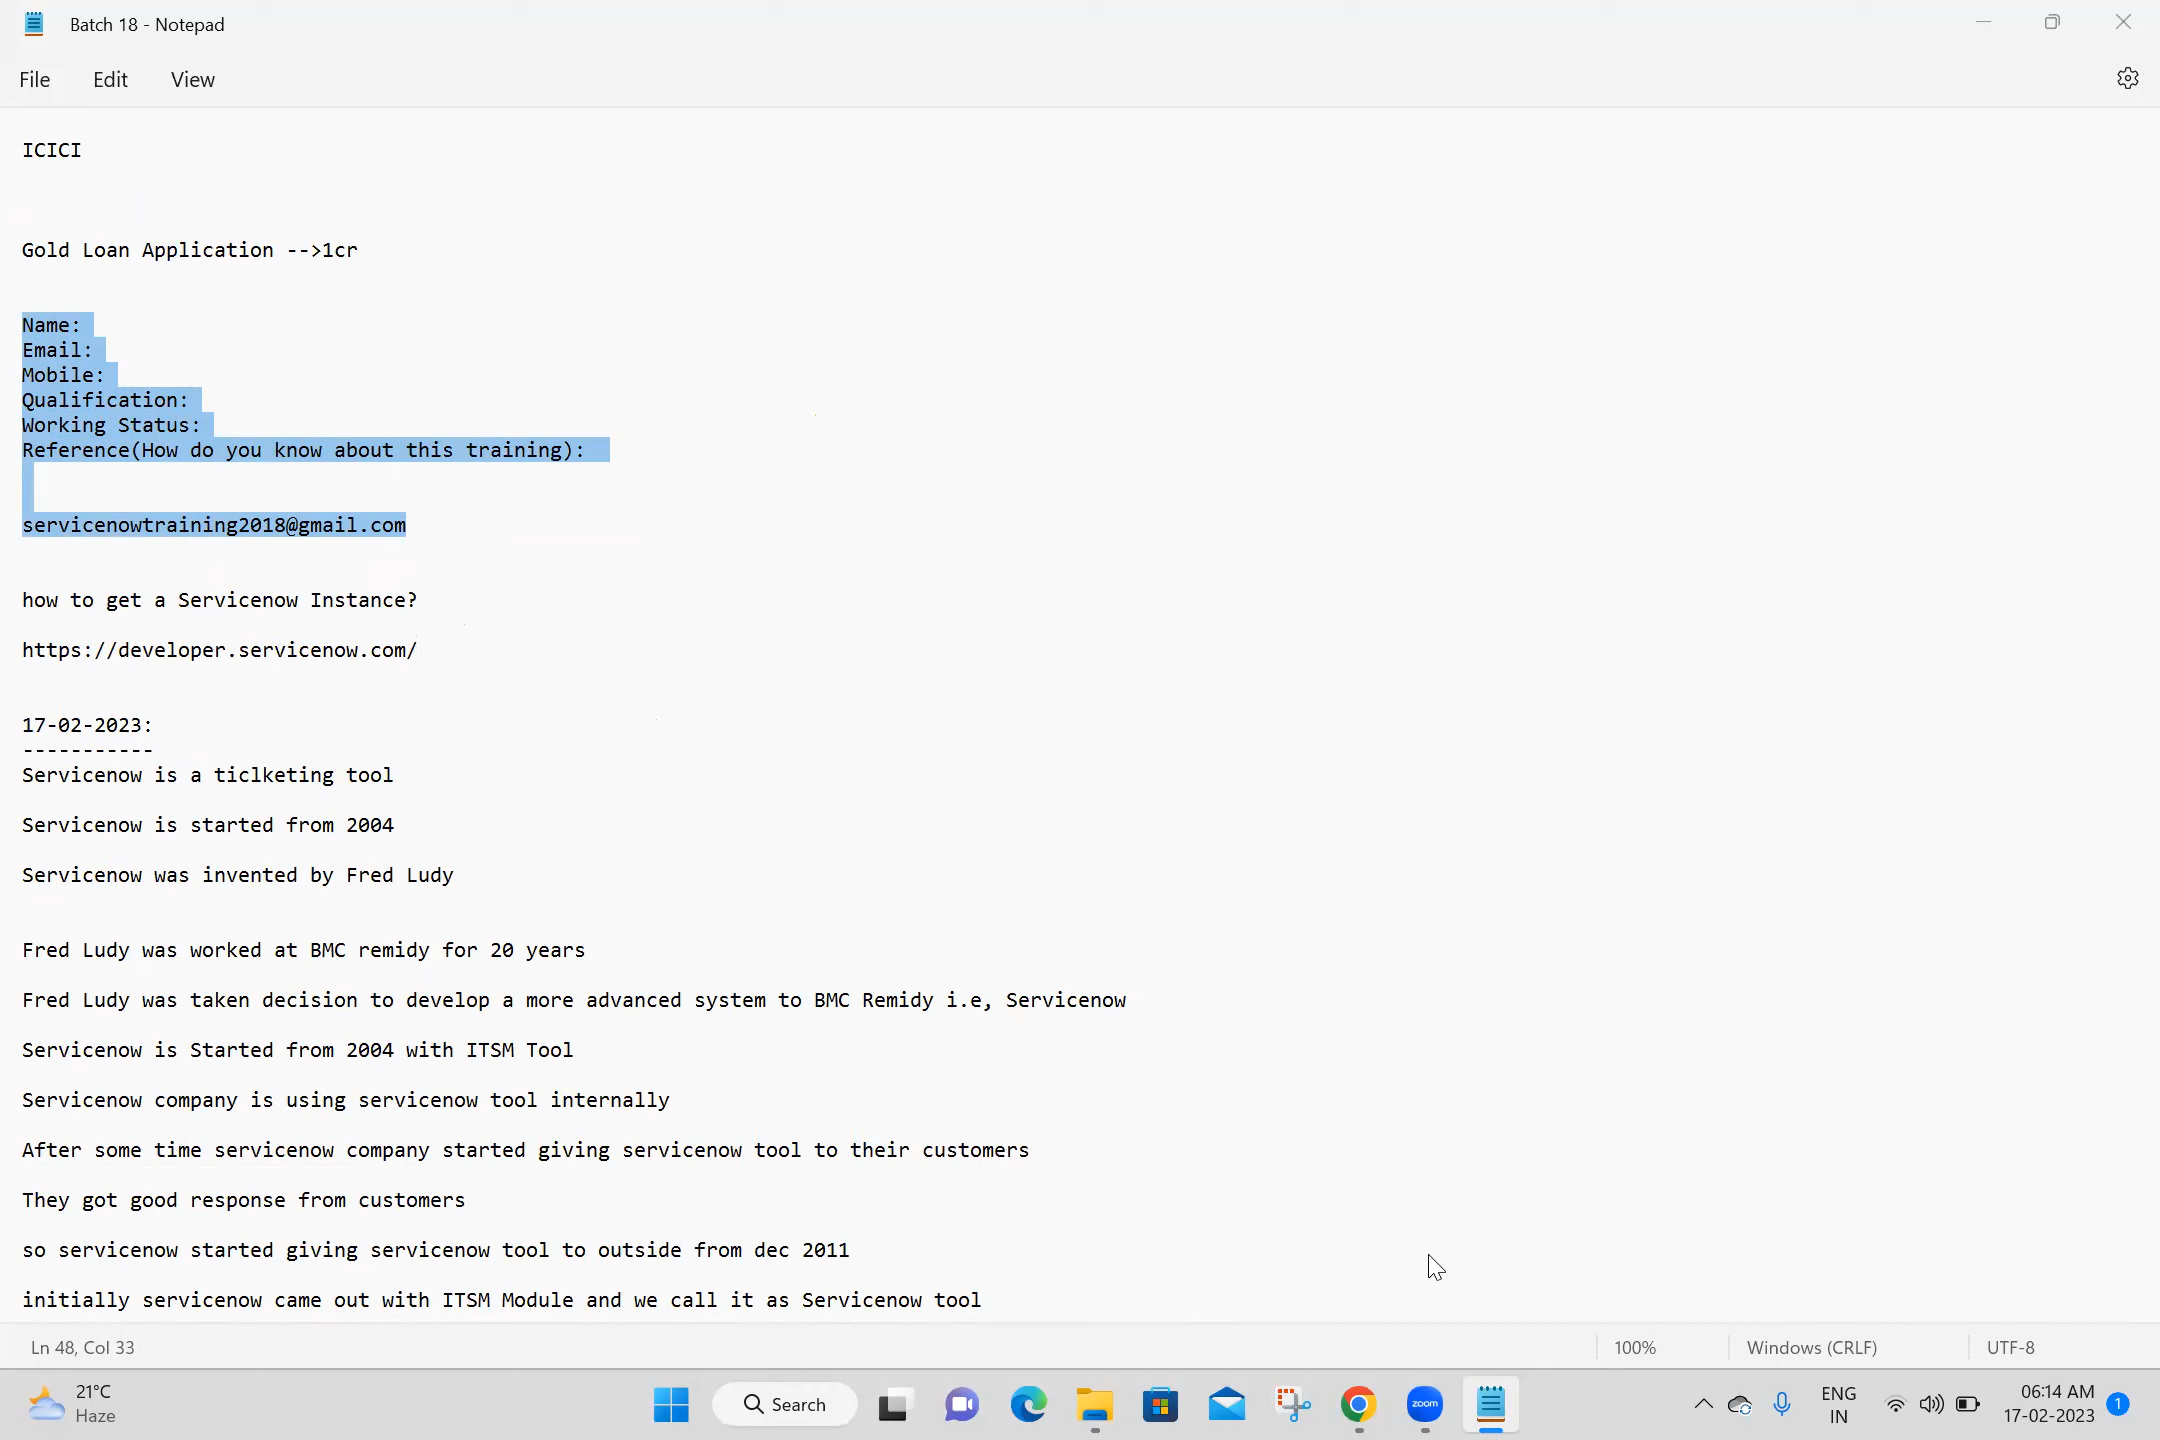 Batch 18 - Notepad
File Edit View
ICICI
Gold Loan Application -->1cr
Name:
Email:
Mobile:
Qualification:
Working Status:
Reference(How do you know about this training):
servicenowtraining2018@gmail.com
how to get a Servicenow Instance?
https://developer.servicenow.com/
17-02-2023:
-----------
Servicenow is a ticlketing tool
Servicenow is started from 2004
Servicenow was invented by Fred Ludy
Fred Ludy was worked at BMC remidy for 20 years
Fred Ludy was taken decision to develop a more advanced system to BMC Remidy i.e, Servicenow
Servicenow is Started from 2004 with ITSM Tool
Servicenow company is using servicenow tool internally
After some time servicenow company started giving servicenow tool to their customers
They got good response from customers
so servicenow started giving servicenow tool to outside from dec 2011
initially servicenow came out with ITSM Module and we call it as Servicenow tool
Ln 48, Col 33 100% Windows (CRLF) UTF-8
21°C
Haze
Search
zoom
ENG
IN
06:14 AM
17-02-2023
1